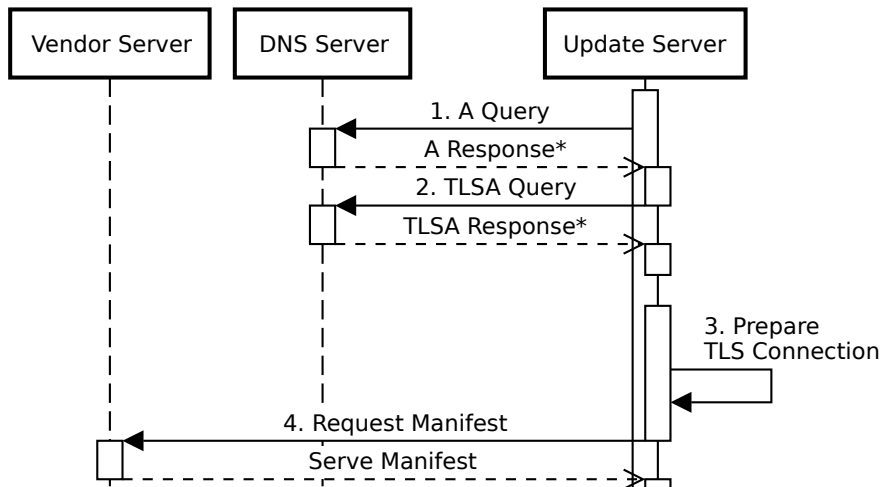 Vendor Server
DNS Server
Update Server
1. A Query
A Response*
2. TLSA Query
TLSA Response*
3. Prepare
TLS Connection
4. Request Manifest
Serve Manifest